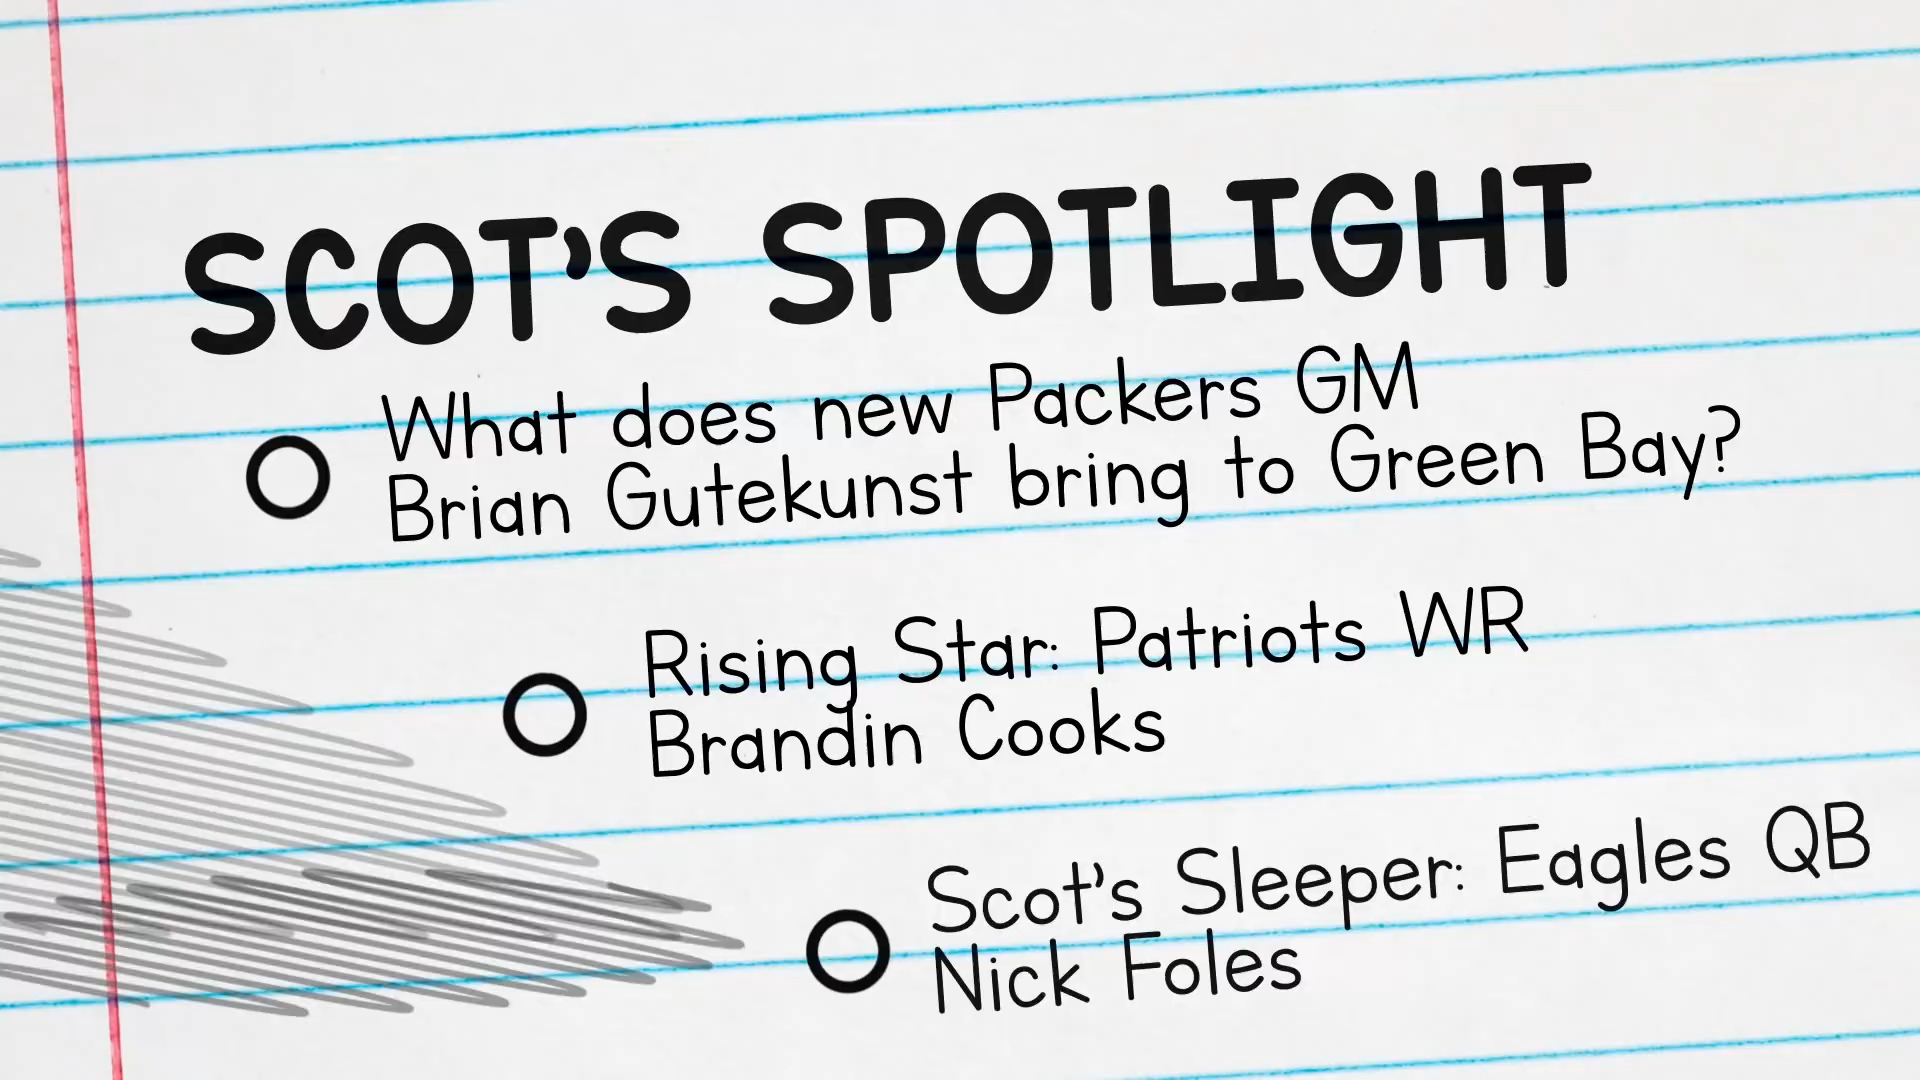 SCOT'S SPOTLIGHT
What does new Packers GM
Brian Gutekunst bring to Green Bay?
Rising Star: Patriots WR
Brandin Cooks
Scot's Sleeper: Eagles QB
Nick Foles